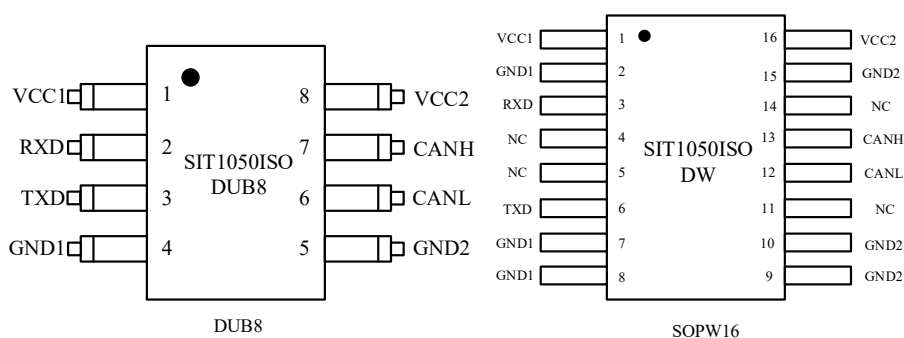 VCC1 1 8 VCC2
RXD 2 7 CANH
SIT1050ISO
DUB8
TXD 3 6 CANL
GND1 4 5 GND2
DUB8
VCC1 1 16 VCC2
GND1 2 15 GND2
RXD 3 14 NC
NC 4 13 CANH
SIT1050ISO
DW
NC 5 12 CANL
TXD 6 11 NC
GND1 7 10 GND2
GND1 8 9 GND2
SOPW16